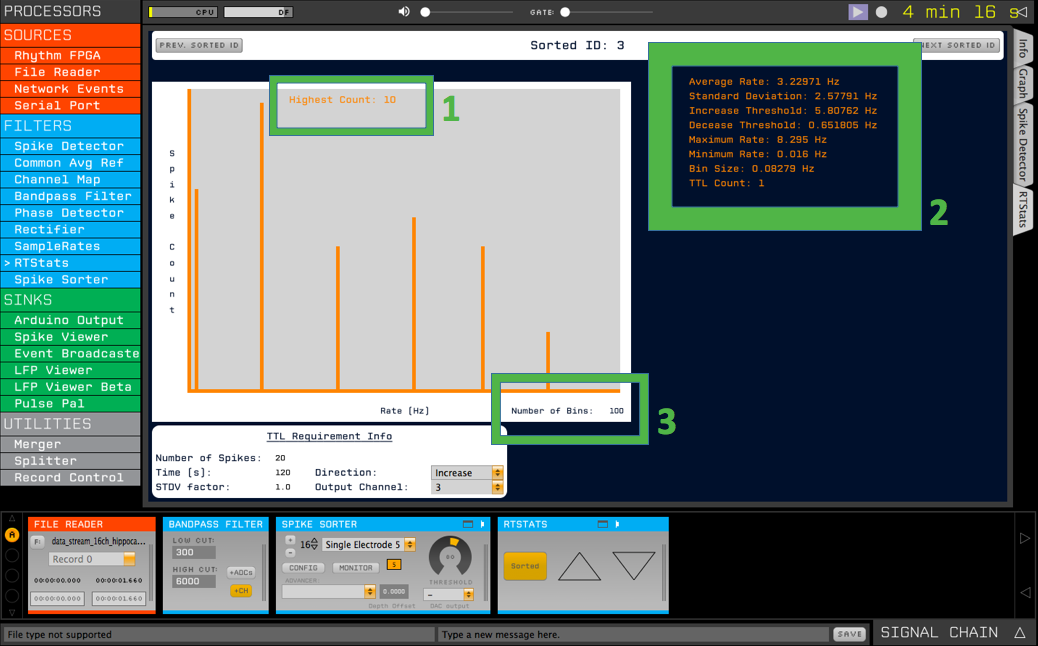 PROCESSORS
CPU
DF
GATE:
4 min 16 s
SOURCES
Rhythm FPGA
File Reader
Network Events
Serial Port
FILTERS
Spike Detector
Common Avg Ref
Channel Map
Bandpass Filter
Phase Detector
Rectifier
SampleRates
> RTStats
Spike Sorter
SINKS
Arduino Output
Spike Viewer
Event Broadcaste
LFP Viewer
LFP Viewer Beta
Pulse Pal
UTILITIES
Merger
Splitter
Record Control
PREV. SORTED ID
Sorted ID: 3
NEXT SORTED ID
Highest Count: 10
1
Spike Count
Rate [Hz]
Number of Bins: 100
3
Average Rate: 3.22971 Hz
Standard Deviation: 2.57791 Hz
Increase Threshold: 5.80762 Hz
Decease Threshold: 0.651805 Hz
Maximum Rate: 8.295 Hz
Minimum Rate: 0.016 Hz
Bin Size: 0.08279 Hz
TTL Count: 1
2
Info
Graph
Spike Detector
RTStats
TTL Requirement Info
Number of Spikes: 20
Time [s]: 120 Direction: Increase
STDV factor: 1.0 Output Channel: 3
A
FILE READER
F:
data_stream_16ch_hippoca...
Record 0
00:00:00.000 00:00:01.660
00:00:00.000 00:00:01.660
BANDPASS FILTER
LOW CUT:
300
HIGH CUT:
6000
+ADCs
+CH
SPIKE SORTER
+
-
16
Single Electrode 5
CONFIG
MONITOR
S
ADVANCER:
0.0000
Depth Offset
THRESHOLD
-
DAC output
RTSTATS
Sorted
File type not supported
Type a new message here.
SAVE
SIGNAL CHAIN